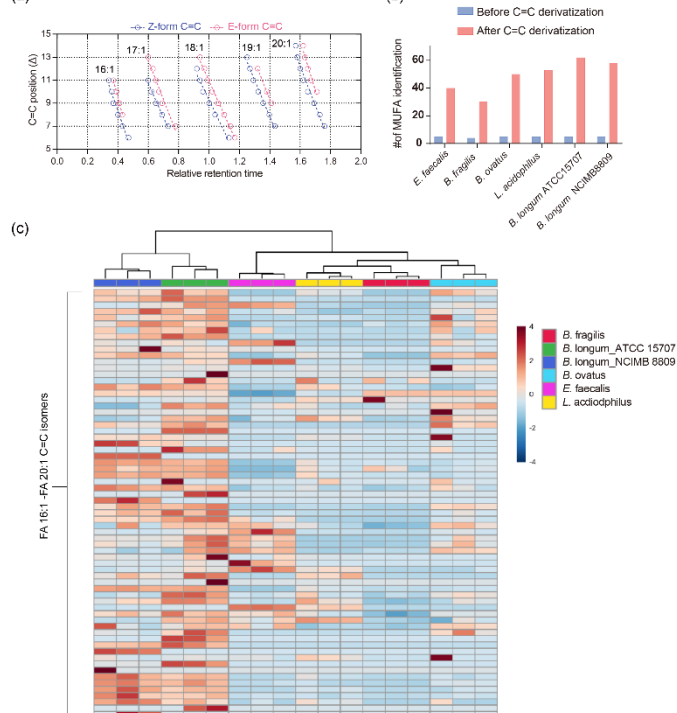 Z-form C=C
E-form C=C
C=C position (Δ)
15
13
11
9
7
5
16:1
17:1
18:1
19:1
20:1
0.0
0.2
0.4
0.6
0.8
1.0
1.2
1.4
1.6
1.8
2.0
Relative retention time
Before C=C derivatization
After C=C derivatization
#of MUFA identification
60
40
20
0
E. faecalis
B. fragilis
B. ovatus
L. acidophilus
B. longum ATCC15707
B. longum NCIMB8809
(c)
FA 16:1 -FA 20:1 C=C isomers
4
2
0
-2
-4
B. fragilis
B. longum_ATCC 15707
B. longum_NCIMB 8809
B. ovatus
E. faecalis
L. acdiodphilus